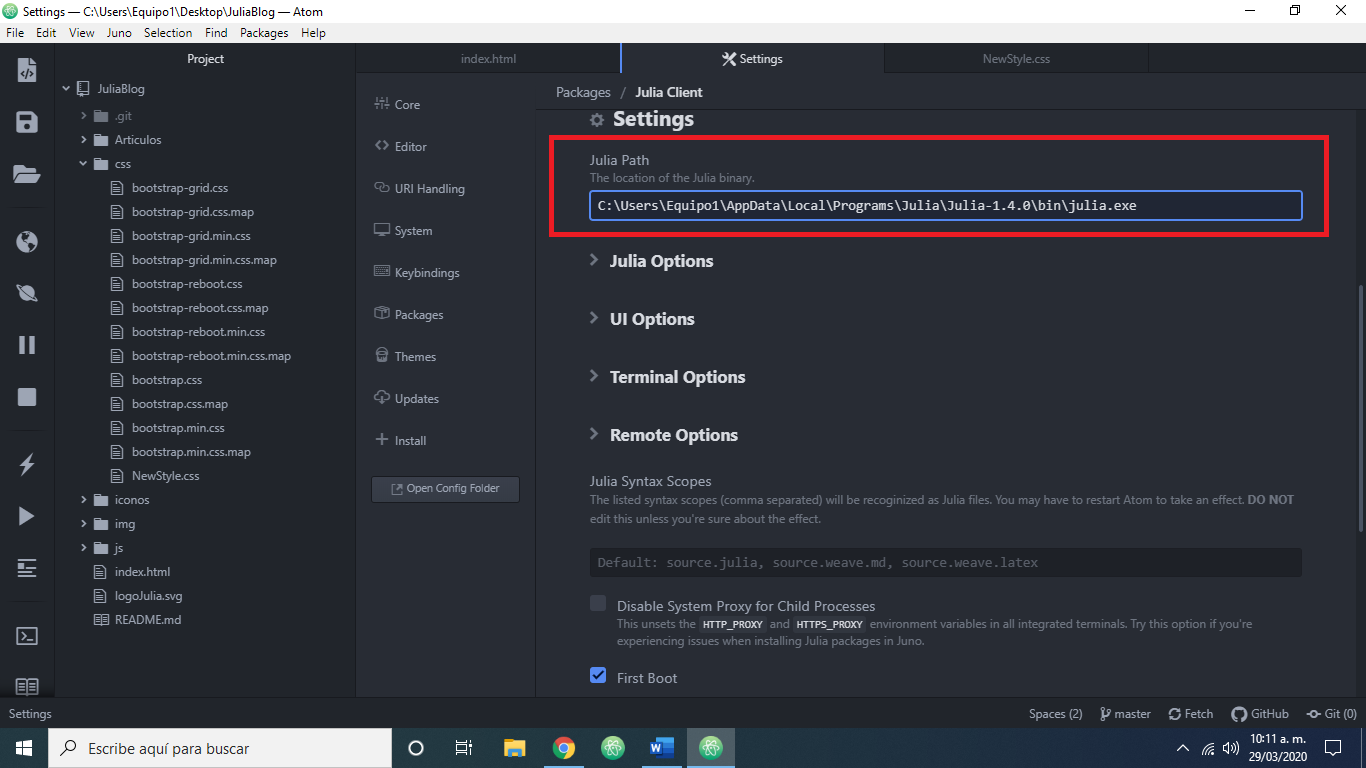 Settings — C:\Users\Equipo1\Desktop\JuliaBlog — Atom
File Edit View Juno Selection Find Packages Help
Project
JuliaBlog
.git
Articulos
css
bootstrap-grid.css
bootstrap-grid.css.map
bootstrap-grid.min.css
bootstrap-grid.min.css.map
bootstrap-reboot.css
bootstrap-reboot.css.map
bootstrap-reboot.min.css
bootstrap-reboot.min.css.map
bootstrap.css
bootstrap.css.map
bootstrap.min.css
bootstrap.min.css.map
NewStyle.css
iconos
img
js
index.html
logoJulia.svg
README.md
index.html
Settings
NewStyle.css
Core
Editor
URI Handling
System
Keybindings
Packages
Themes
Updates
Install
Open Config Folder
Packages / Julia Client
Settings
Julia Path
The location of the Julia binary.
C:\Users\Equipo1\AppData\Local\Programs\Julia\Julia-1.4.0\bin\julia.exe
Julia Options
UI Options
Terminal Options
Remote Options
Julia Syntax Scopes
The listed syntax scopes (comma separated) will be recoginized as Julia files. You may have to restart Atom to take an effect. DO NOT
edit this unless you're sure about the effect.
Default: source.julia, source.weave.md, source.weave.latex
Disable System Proxy for Child Processes
This unsets the HTTP_PROXY and HTTPS_PROXY environment variables in all integrated terminals. Try this option if you're
experiencing issues when installing Julia packages in Juno.
First Boot
Settings
Spaces (2) master Fetch GitHub Git (0)
Escribe aquí para buscar
10:11 a. m.
29/03/2020